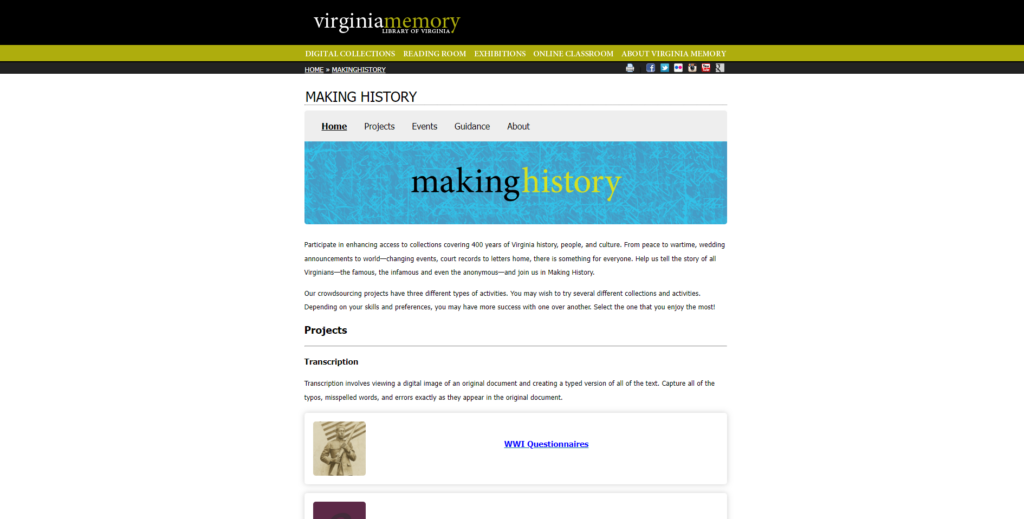 virginiamemory
LIBRARY OF VIRGINIA
DIGITAL COLLECTIONS READING ROOM EXHIBITIONS ONLINE CLASSROOM ABOUT VIRGINIA MEMORY
HOME » MAKINGHISTORY
MAKING HISTORY
Home Projects Events Guidance About
makinghistory
Participate in enhancing access to collections covering 400 years of Virginia history, people, and culture. From peace to wartime, wedding
announcements to world—changing events, court records to letters home, there is something for everyone. Help us tell the story of all
Virginians—the famous, the infamous and even the anonymous—and join us in Making History.
Our crowdsourcing projects have three different types of activities. You may wish to try several different collections and activities.
Depending on your skills and preferences, you may have more success with one over another. Select the one that you enjoy the most!
Projects
Transcription
Transcription involves viewing a digital image of an original document and creating a typed version of all of the text. Capture all of the
typos, misspelled words, and errors exactly as they appear in the original document.
WWI Questionnaires